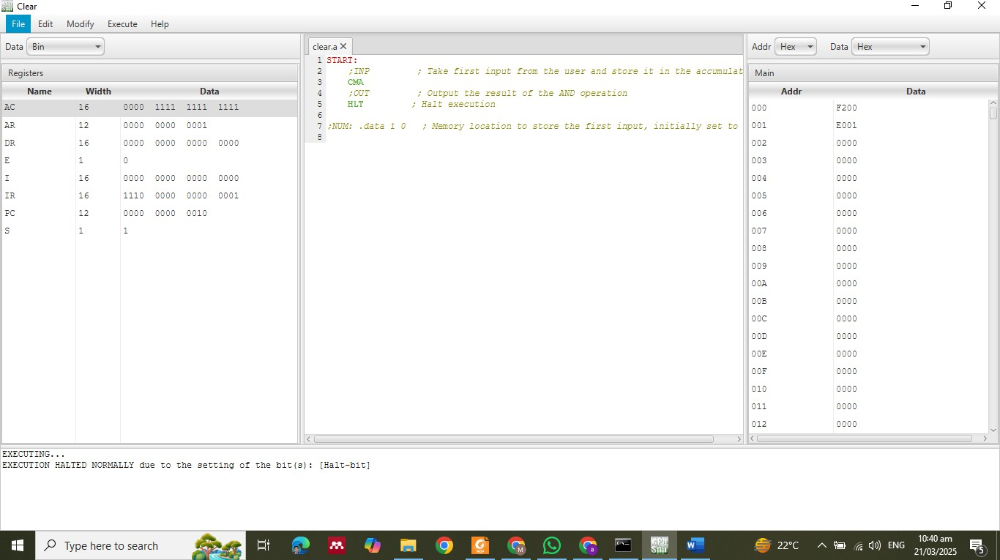 Clear
File Edit Modify Execute Help
Data Bin
Registers
Name Width Data
AC 16 0000 1111 1111 1111
AR 12 0000 0000 0001
DR 16 0000 0000 0000 0000
E 1 0
I 16 0000 0000 0000 0000
IR 16 1110 0000 0000 0001
PC 12 0000 0000 0010
S 1 1
clear.a
1 START:
2 ;INP ; Take first input from the user and store it in the accumulat
3 CMA
4 ;OUT ; Output the result of the AND operation
5 HLT ; Halt execution
6
7 ;NUM: .data 1 0 ; Memory location to store the first input, initially set to
8
Addr Hex Data Hex
Main
Addr Data
000 F200
001 E001
002 0000
003 0000
004 0000
005 0000
006 0000
007 0000
008 0000
009 0000
00A 0000
00B 0000
00C 0000
00D 0000
00E 0000
00F 0000
010 0000
011 0000
012 0000
EXECUTING...
EXECUTION HALTED NORMALLY due to the setting of the bit(s): [Halt-bit]
Type here to search
22°C
ENG
10:40 am
21/03/2025
5